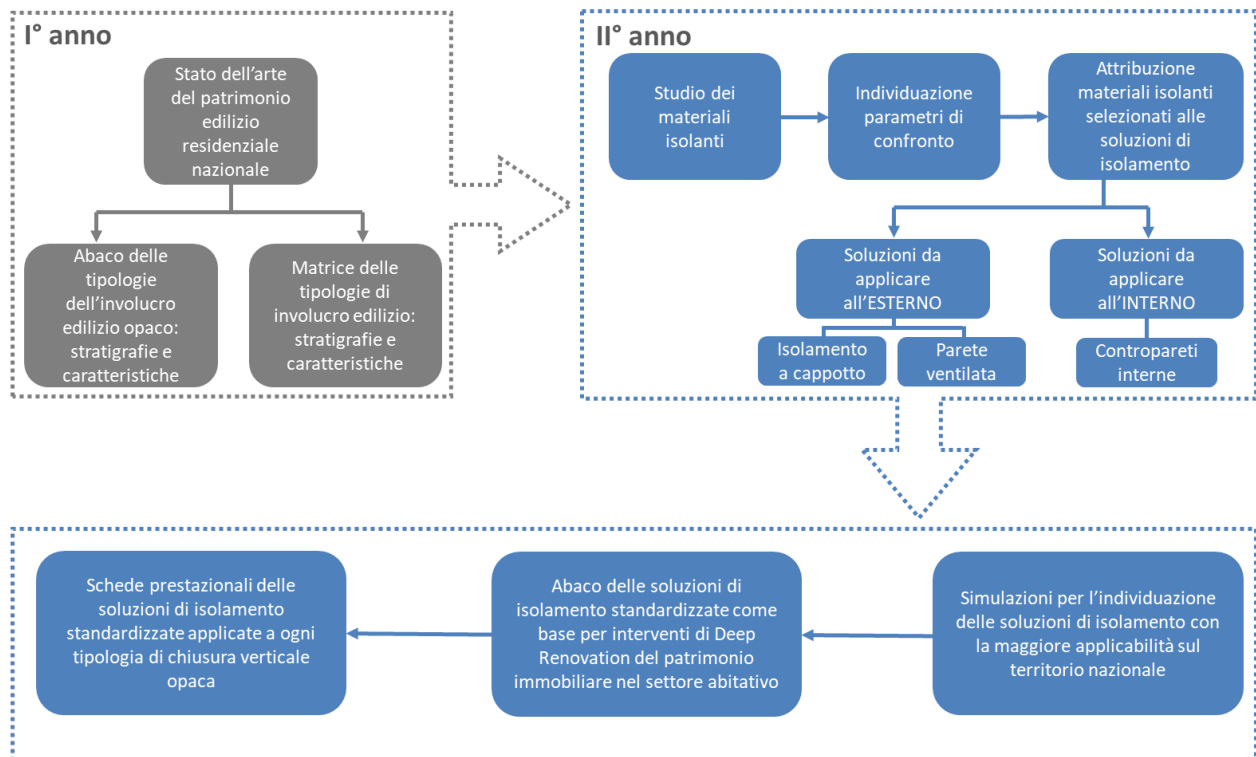 I° anno
Stato dell'arte
del patrimonio
edilizio
residenziale
nazionale
Abaco delle
tipologie
dell'involucro
edilizio opaco:
stratigrafie e
caratteristiche
Matrice delle
tipologie di
involucro edilizio:
stratigrafie e
caratteristiche
II° anno
Studio dei
materiali
isolanti
Individuazione
parametri di
confronto
Attribuzione
materiali isolanti
selezionati alle
soluzioni di
isolamento
Soluzioni da
applicare
all'ESTERNO
Soluzioni da
applicare
all'INTERNO
Isolamento
a cappotto
Parete
ventilata
Contropareti
interne
Simulazioni per l'individuazione
delle soluzioni di isolamento con
la maggiore applicabilità sul
territorio nazionale
Abaco delle soluzioni di
isolamento standardizzate come
base per interventi di Deep
Renovation del patrimonio
immobiliare nel settore abitativo
Schede prestazionali delle
soluzioni di isolamento
standardizzate applicate a ogni
tipologia di chiusura verticale
opaca